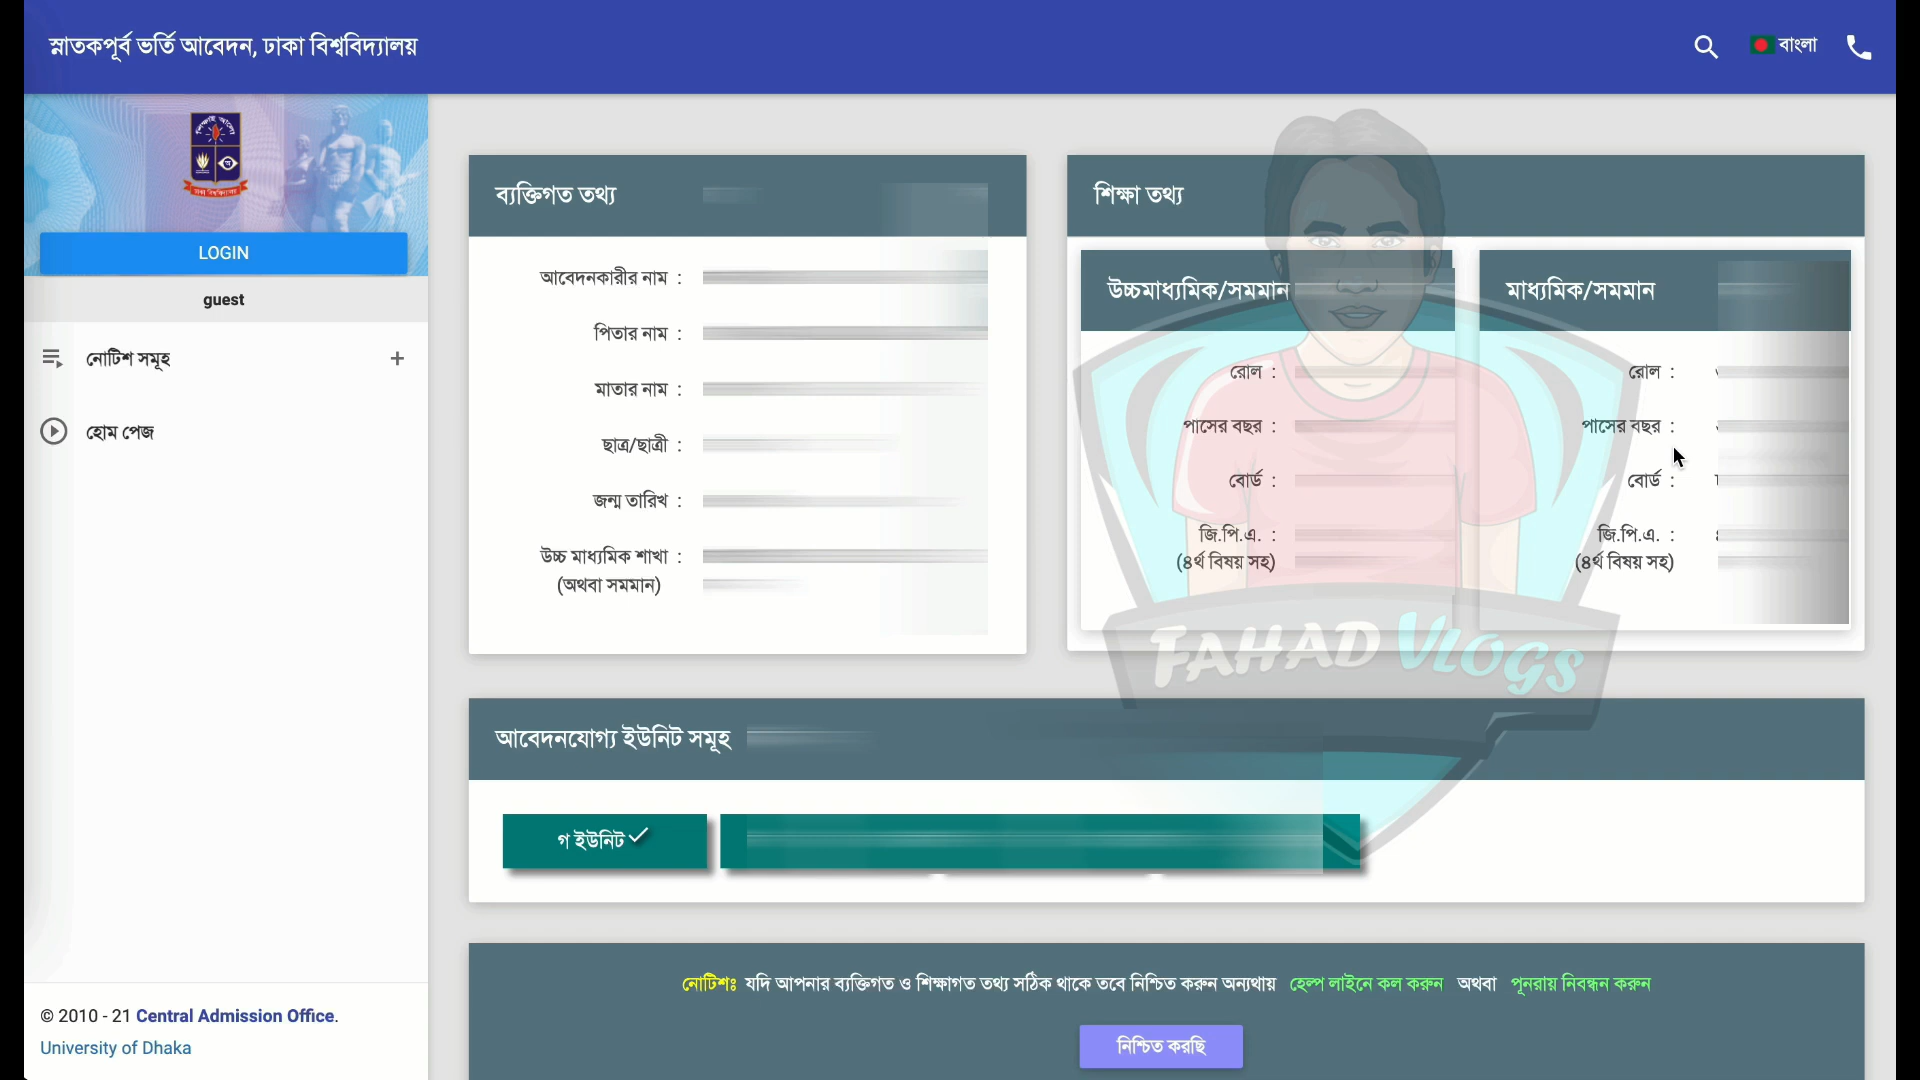 স্নাতকপূর্ব ভর্তি আবেদন, ঢাকা বিশ্ববিদ্যালয়
বাংলা
LOGIN
guest
নোটিশ সমূহ +
হোম পেজ
© 2010 - 21 Central Admission Office.
University of Dhaka
ব্যক্তিগত তথ্য
আবেদনকারীর নাম :
পিতার নাম :
মাতার নাম :
ছাত্র/ছাত্রী :
জন্ম তারিখ :
উচ্চ মাধ্যমিক শাখা :
(অথবা সমমান)
শিক্ষা তথ্য
উচ্চমাধ্যমিক/সমমান
রোল :
পাসের বছর :
বোর্ড :
জি.পি.এ. :
(৪র্থ বিষয় সহ)
মাধ্যমিক/সমমান
রোল :
পাসের বছর :
বোর্ড :
জি.পি.এ. :
(৪র্থ বিষয় সহ)
FAHAD VLOGS
আবেদনযোগ্য ইউনিট সমূহ
গ ইউনিট
নোটিশঃ যদি আপনার ব্যক্তিগত ও শিক্ষাগত তথ্য সঠিক থাকে তবে নিশ্চিত করুন অন্যথায় হেল্প লাইনে কল করুন অথবা পূনরায় নিবন্ধন করুন
নিশ্চিত করছি